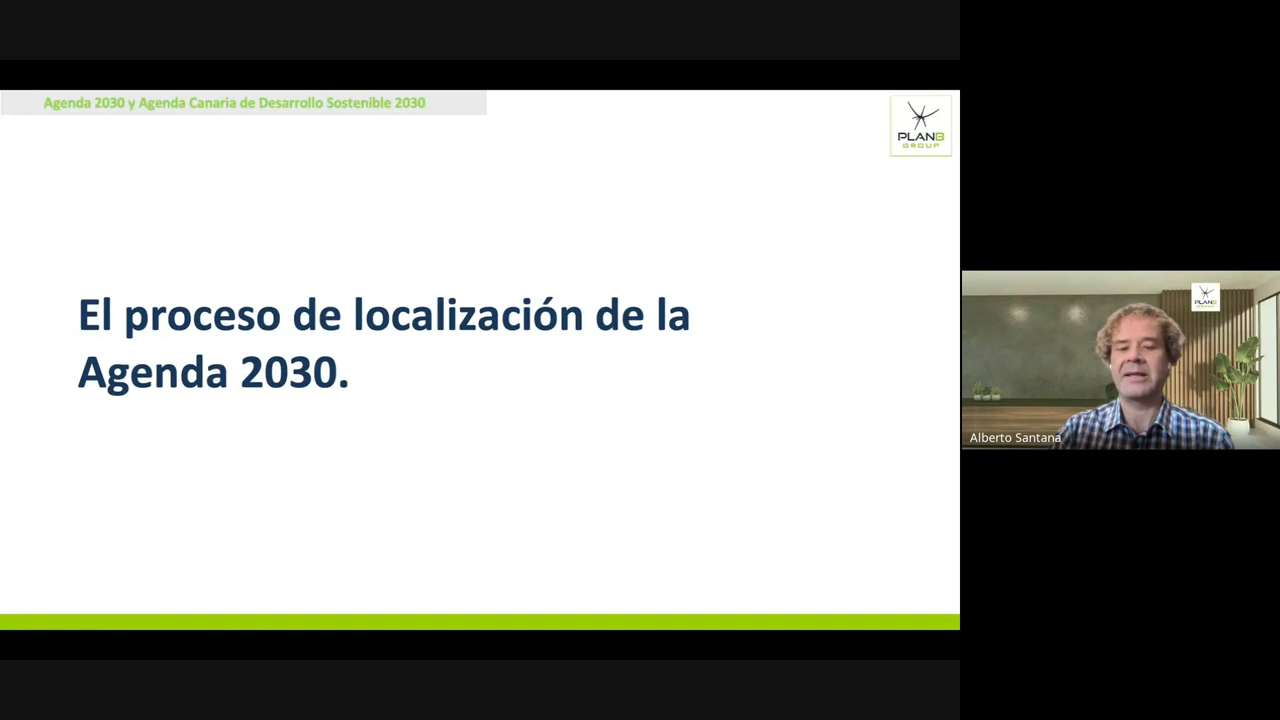 Agenda 2030 y Agenda Canaria de Desarrollo Sostenible 2030
PLANB
GROUP
El proceso de localización de la
Agenda 2030.
PLANB
Alberto Santana